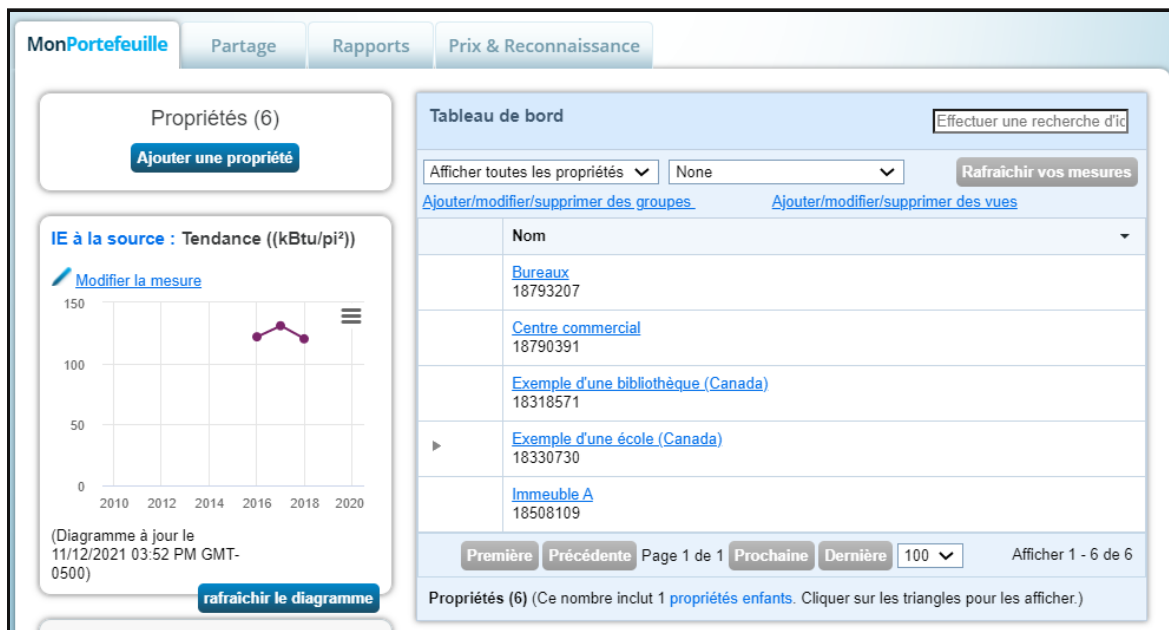 MonPortefeuille
Partage
Rapports
Prix & Reconnaissance
Propriétés (6)
Ajouter une propriété
IE à la source : Tendance ((kBtu/pi²))
Modifier la mesure
150
100
50
0
2010 2012 2014 2016 2018 2020
(Diagramme à jour le
11/12/2021 03:52 PM GMT-
0500)
rafraîchir le diagramme
Tableau de bord
Effectuer une recherche d'ic
Afficher toutes les propriétés
None
Rafraîchir vos mesures
Ajouter/modifier/supprimer des groupes
Ajouter/modifier/supprimer des vues
Nom
Bureaux
18793207
Centre commercial
18790391
Exemple d'une bibliothèque (Canada)
18318571
Exemple d'une école (Canada)
18330730
Immeuble A
18508109
Première Précédente Page 1 de 1 Prochaine Dernière 100 Afficher 1 - 6 de 6
Propriétés (6) (Ce nombre inclut 1 propriétés enfants. Cliquer sur les triangles pour les afficher.)